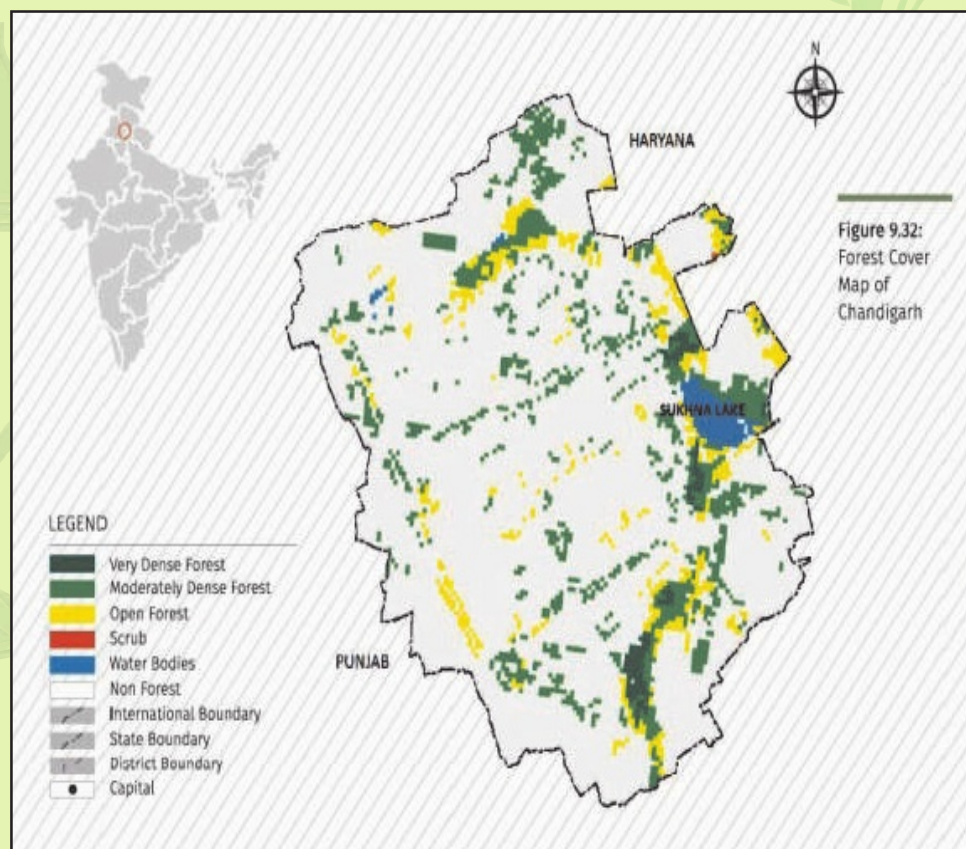 N
HARYANA
Figure 9.32:
Forest Cover
Map of
Chandigarh
SUKHNA LAKE
LEGEND
Very Dense Forest
Moderately Dense Forest
Open Forest
Scrub
Water Bodies
Non Forest
International Boundary
State Boundary
District Boundary
Capital
PUNJAB